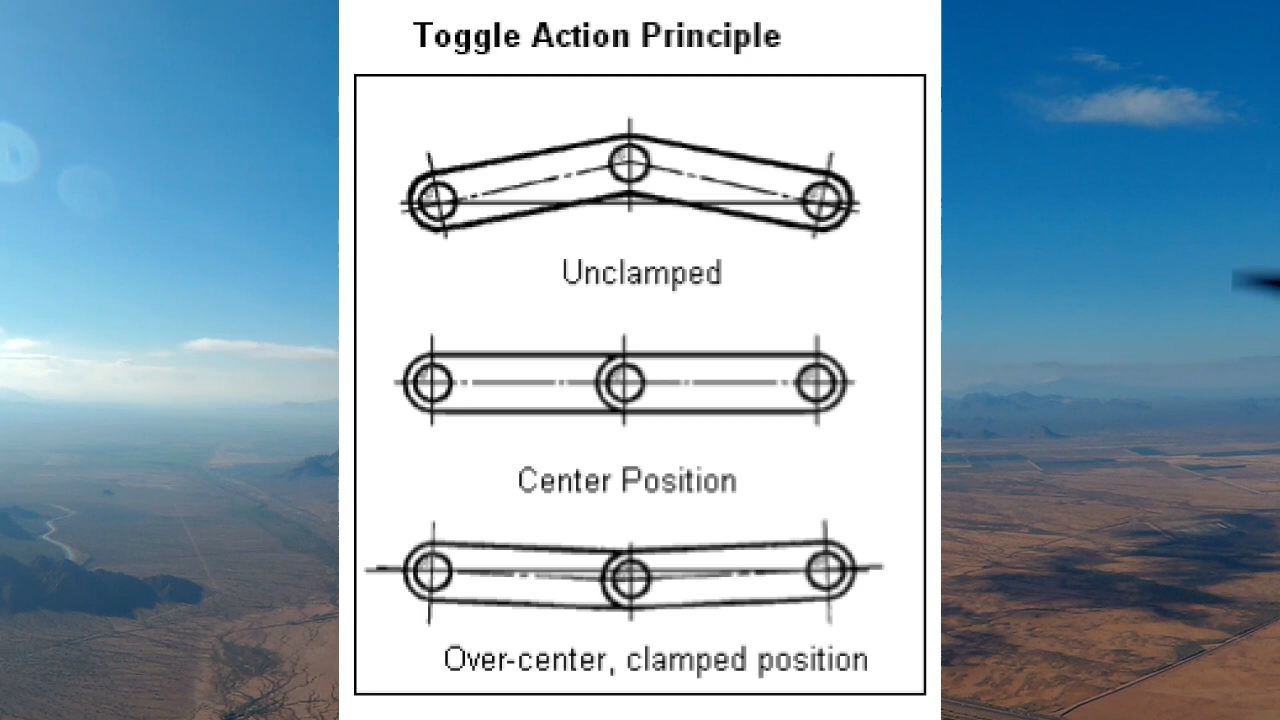 Toggle Action Principle
Unclamped
Center Position
Over-center, clamped position